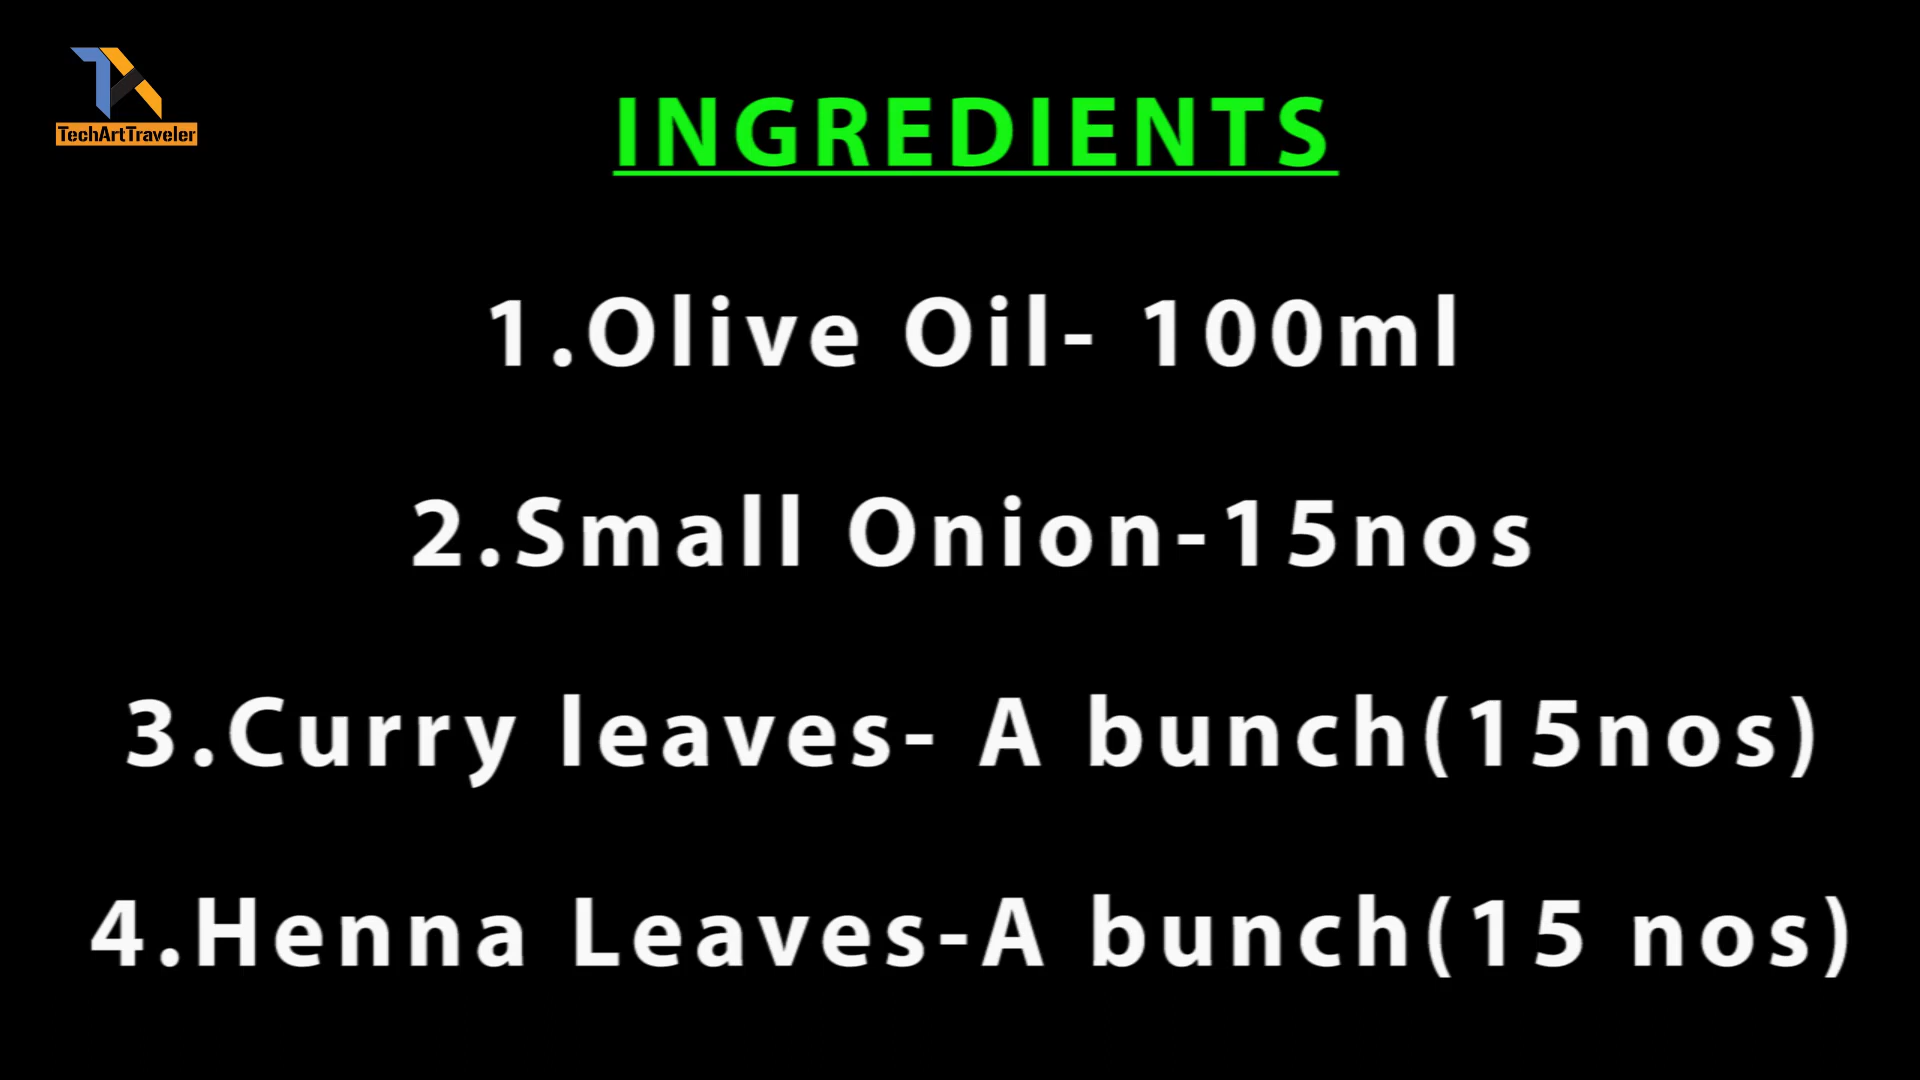 TechArtTraveler
INGREDIENTS
1.Olive Oil- 100ml
2.Small Onion-15nos
3.Curry leaves- A bunch(15nos)
4.Henna Leaves-A bunch(15 nos)